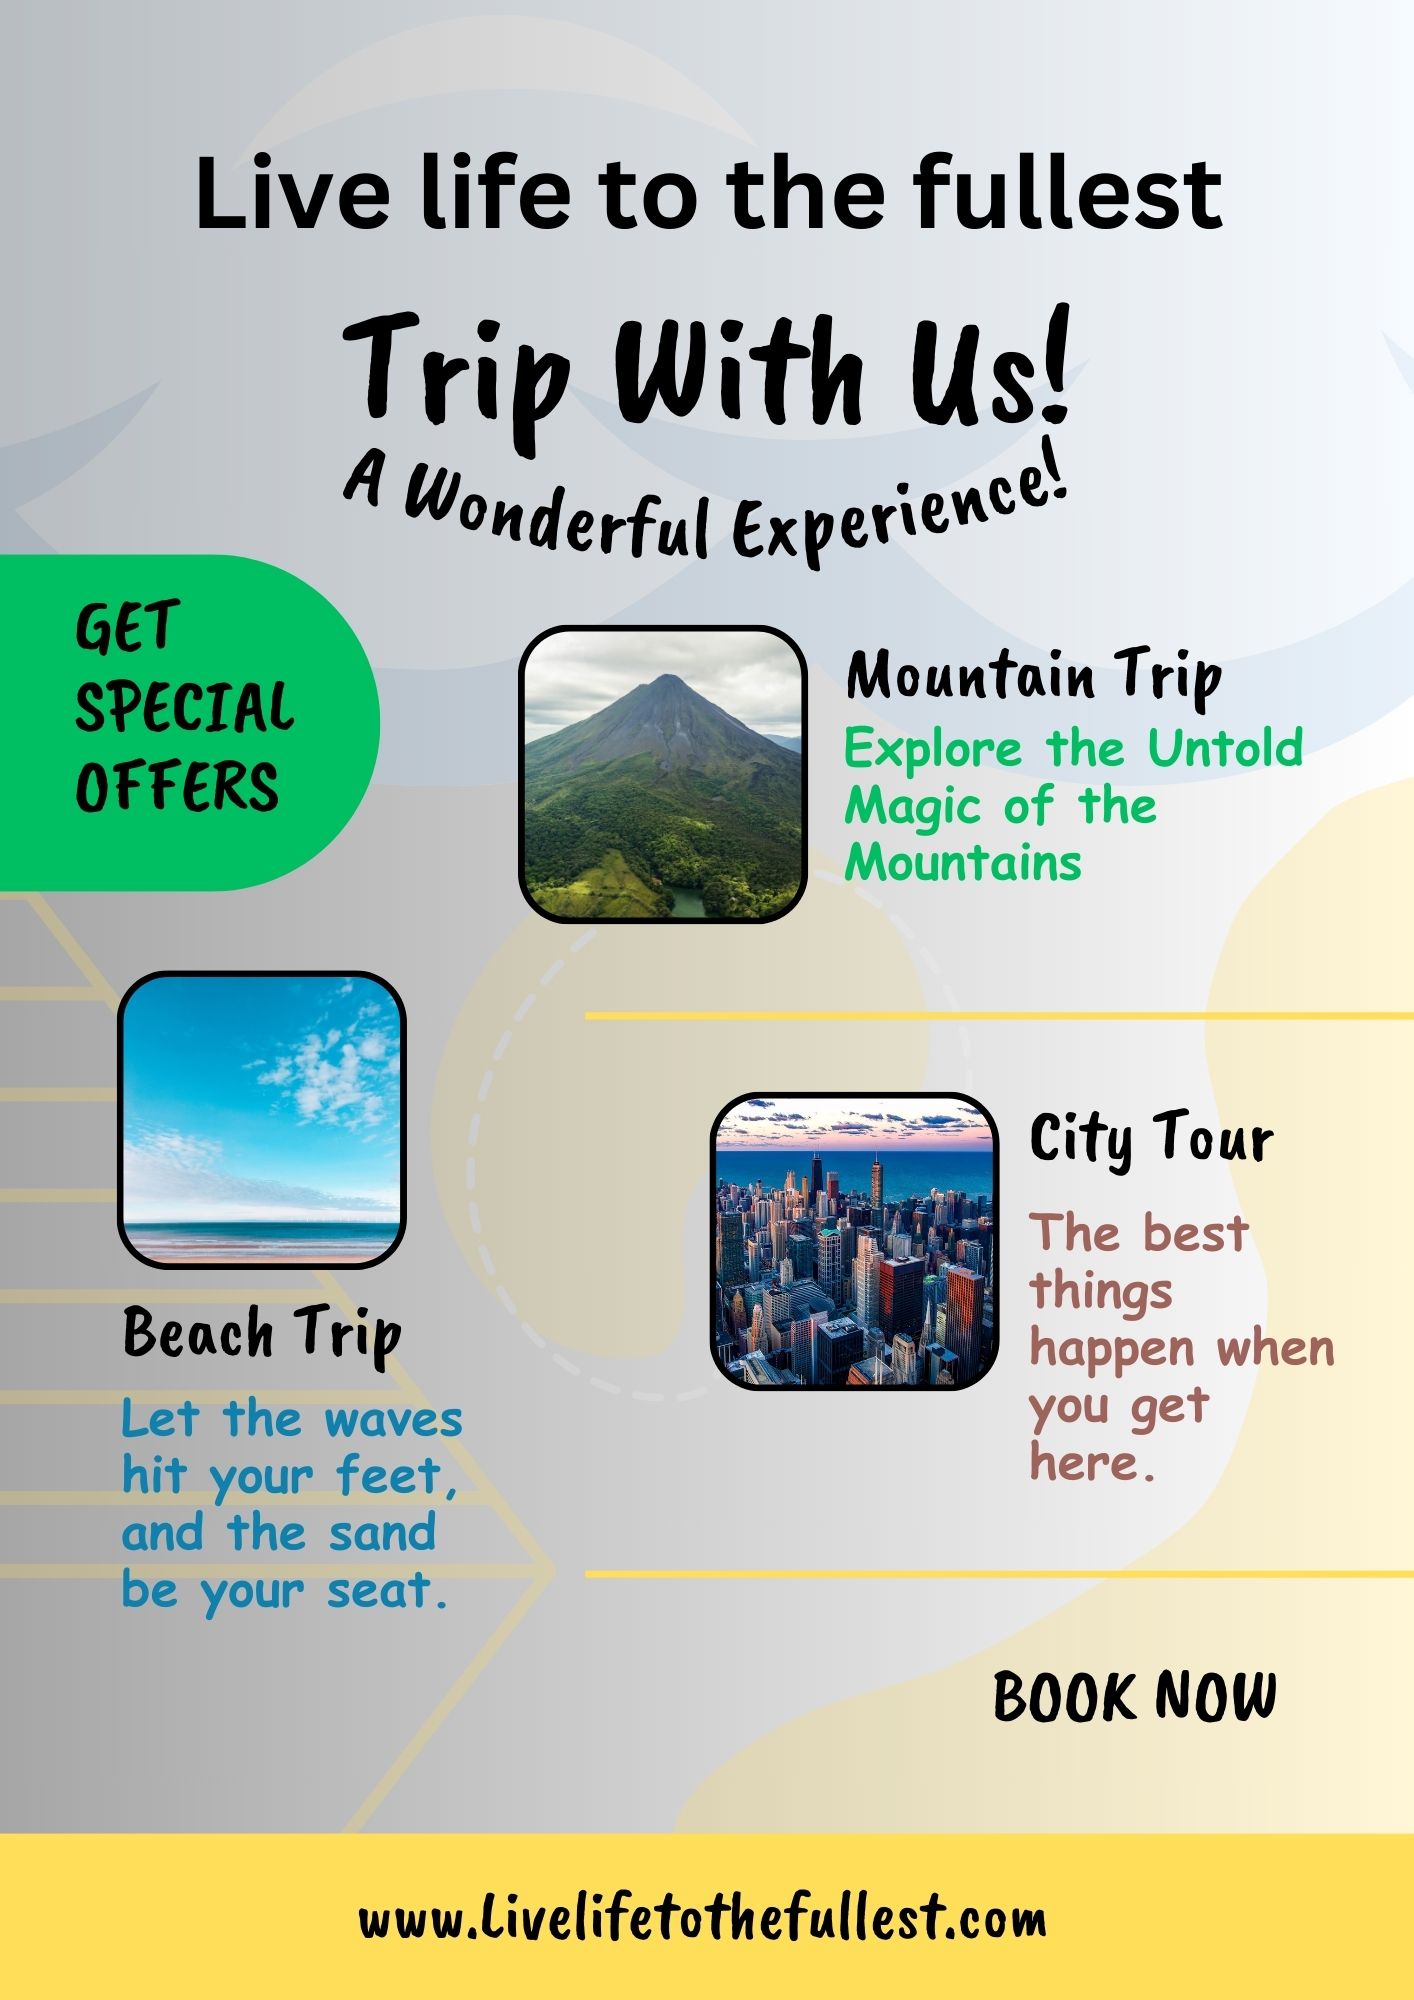 Live life to the fullest
Trip With Us!
A Wonderful Experience!
GET
SPECIAL
OFFERS
Mountain Trip
Explore the Untold
Magic of the
Mountains
Beach Trip
Let the waves
hit your feet,
and the sand
be your seat.
City Tour
The best
things
happen when
you get
here.
BOOK NOW
www.Livelifetothefullest.com